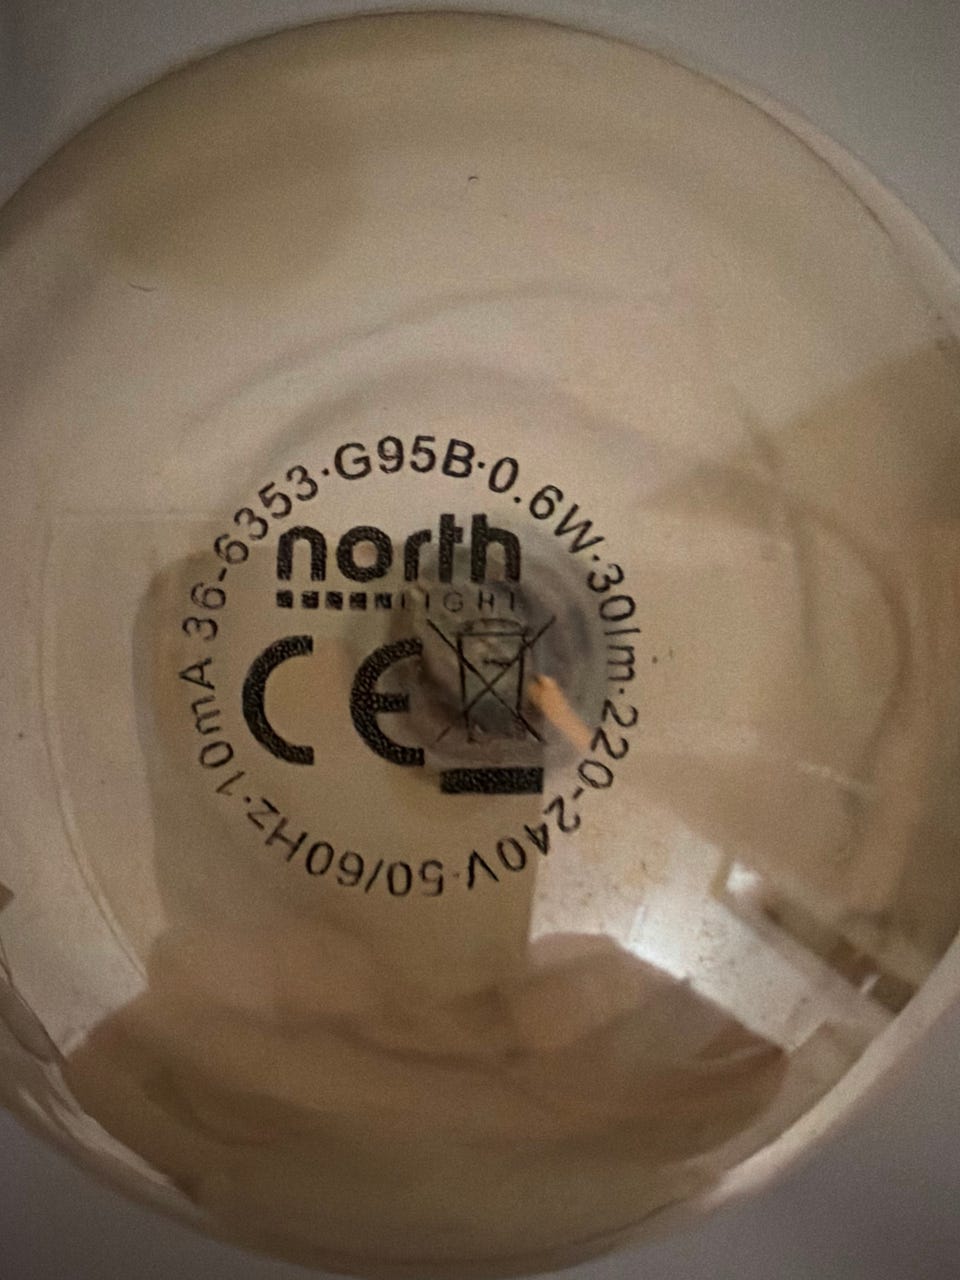 36-6353·G95B·0.6W·30lm·220-240V·50/60Hz·10mA
north
LIGHT
CE